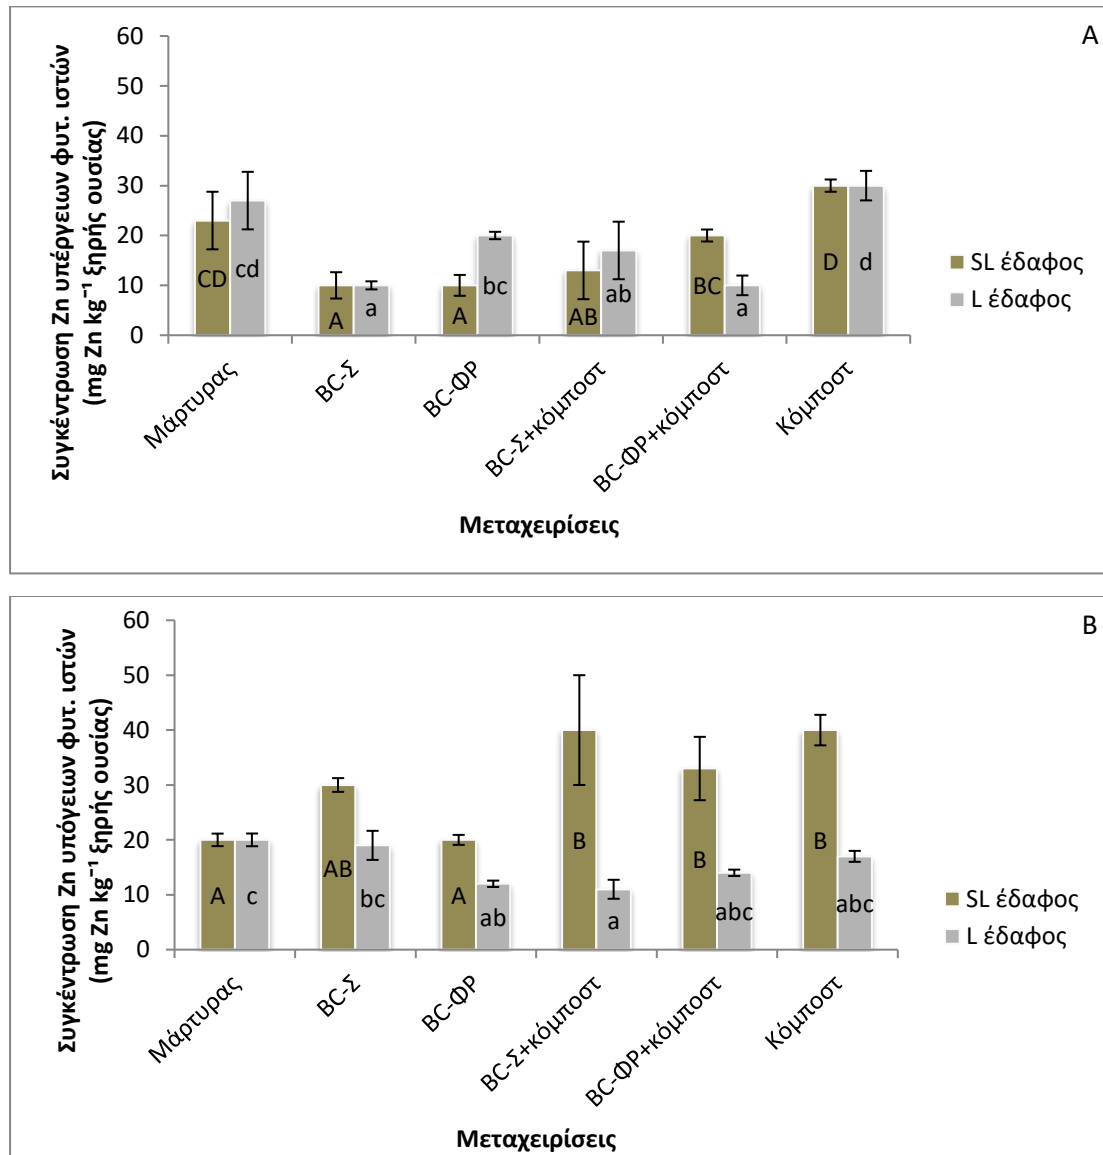 A
Συγκέντρωση Zn υπέργειων φυτ. ιστών
(mg Zn kg⁻¹ ξηρής ουσίας)
60
50
40
30
20
10
0
CD
cd
A
a
A
bc
AB
ab
BC
a
D
d
SL έδαφος
L έδαφος
Μάρτυρας
BC-Σ
BC-ΦΡ
BC-Σ+κόμποστ
BC-ΦΡ+κόμποστ
Κόμποστ
Μεταχειρίσεις
B
Συγκέντρωση Zn υπόγειων φυτ. ιστών
(mg Zn kg⁻¹ ξηρής ουσίας)
60
50
40
30
20
10
0
A
c
AB
bc
A
ab
B
a
B
abc
B
abc
SL έδαφος
L έδαφος
Μάρτυρας
BC-Σ
BC-ΦΡ
BC-Σ+κόμποστ
BC-ΦΡ+κόμποστ
Κόμποστ
Μεταχειρίσεις